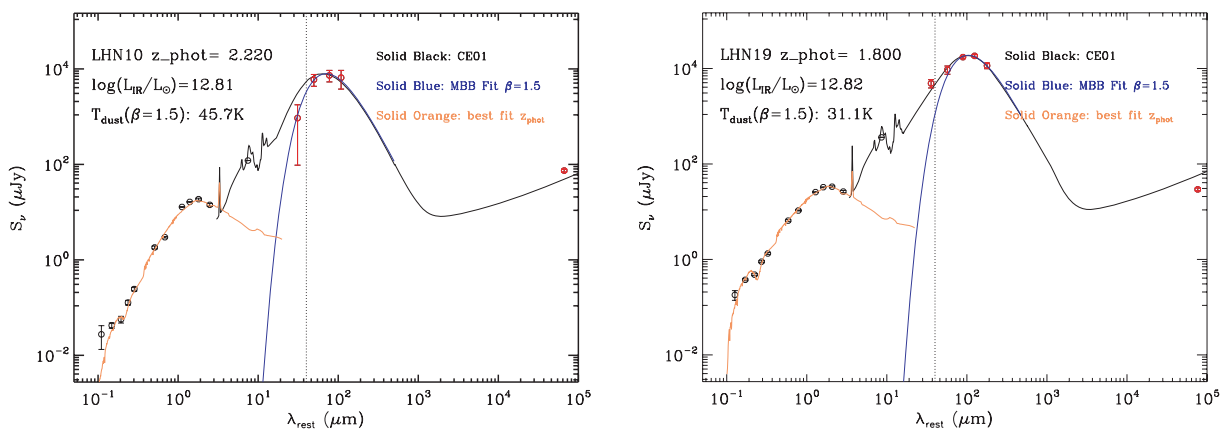 LHN10 z_phot= 2.220
log(L_IR/L_⊙)=12.81
T_dust(β=1.5): 45.7K
Solid Black: CE01
Solid Blue: MBB Fit β=1.5
Solid Orange: best fit z_phot
S_ν (μJy)
10^4
10^2
10^0
10^-2
10^-1 10^0 10^1 10^2 10^3 10^4 10^5
λ_rest (μm)
LHN19 z_phot= 1.800
log(L_IR/L_⊙)=12.82
T_dust(β=1.5): 31.1K
Solid Black: CE01
Solid Blue: MBB Fit β=1.5
Solid Orange: best fit z_phot
S_ν (μJy)
10^4
10^2
10^0
10^-2
10^-1 10^0 10^1 10^2 10^3 10^4 10^5
λ_rest (μm)